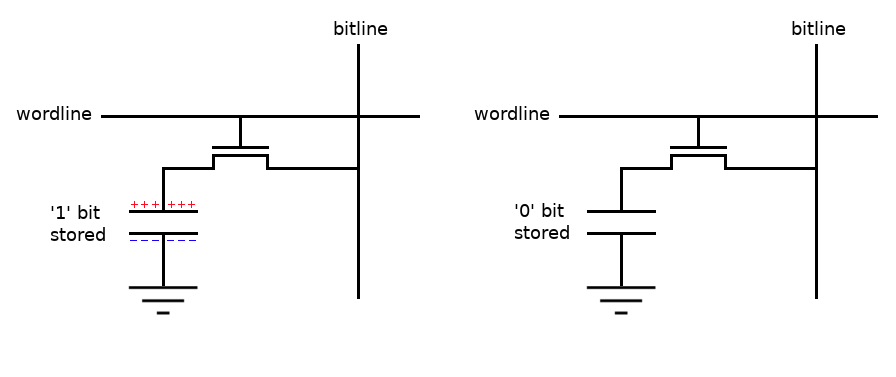 bitline
wordline
'1' bit
stored
bitline
wordline
'0' bit
stored